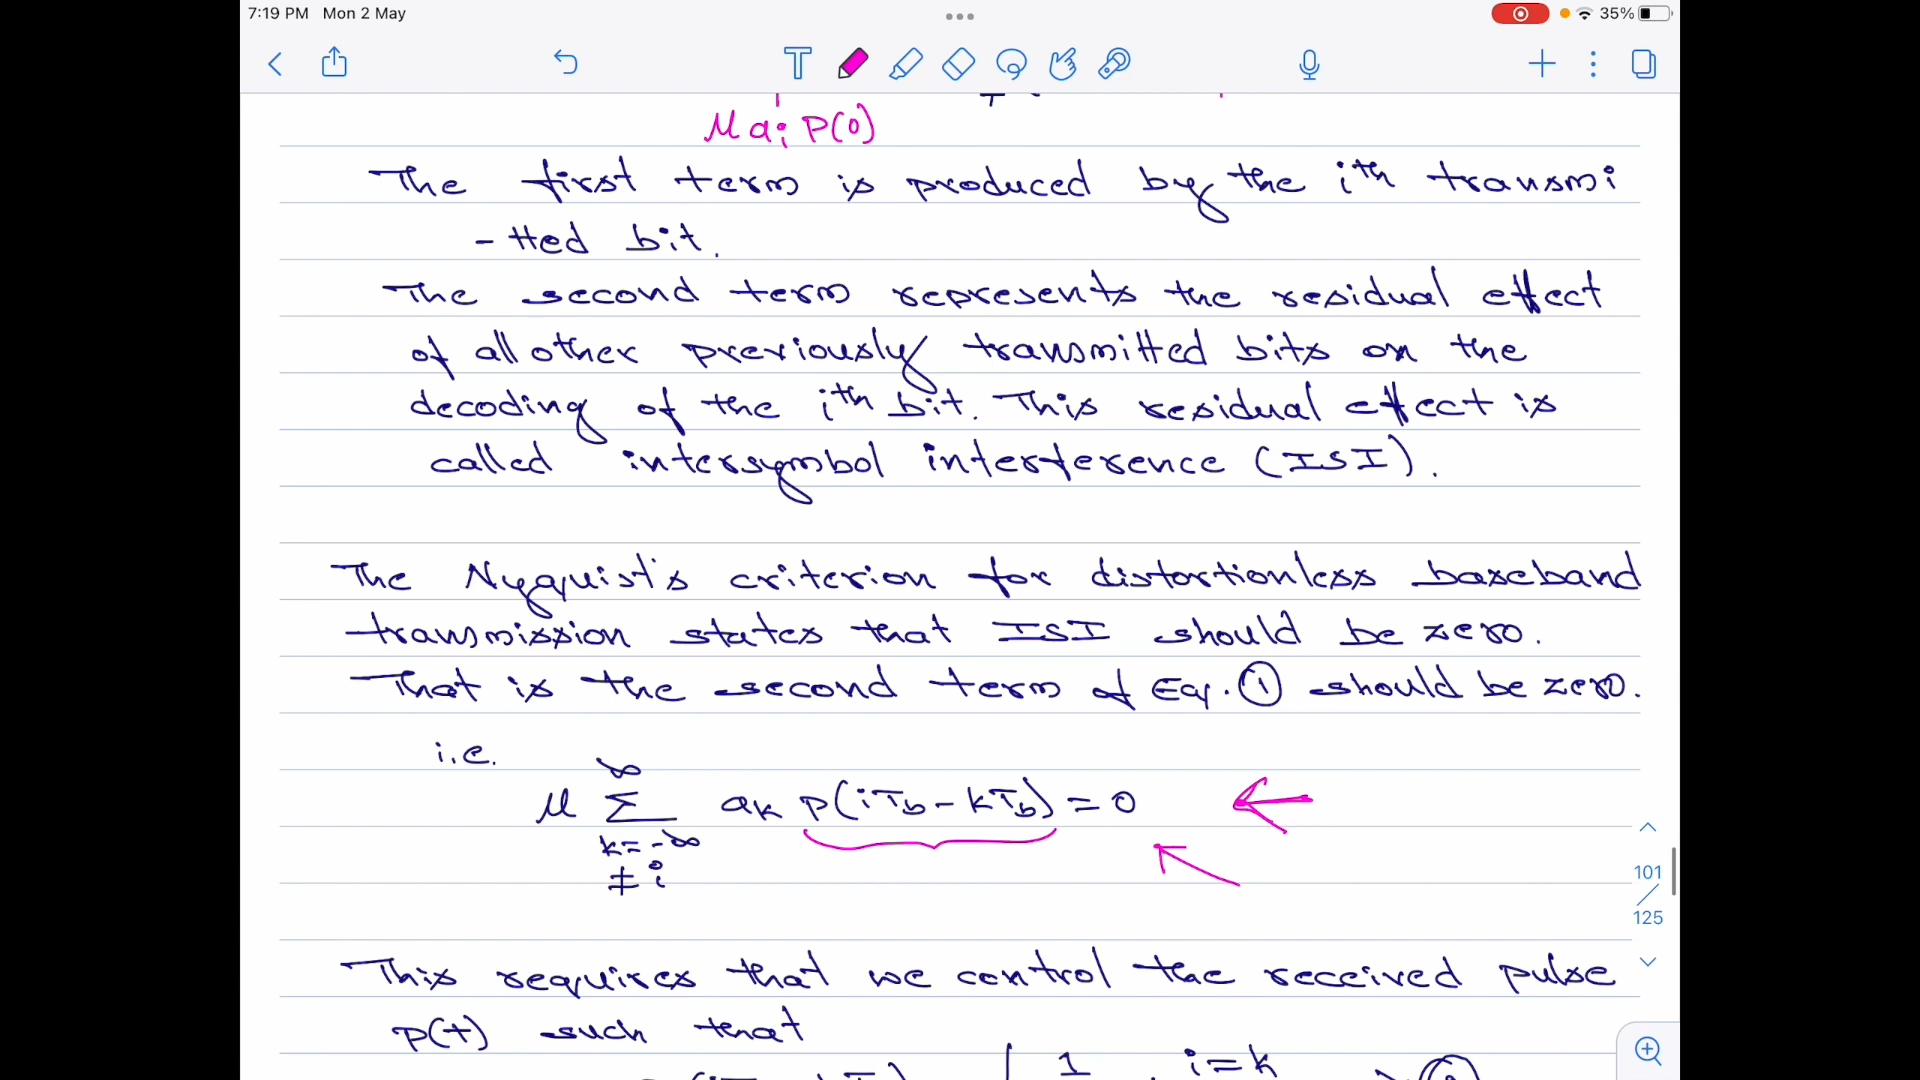 7:19 PM Mon 2 May
35%
T
μ ai P(0)
The first term is produced by the ith transmi
-tted bit.
The second term represents the residual effect
of all other previously transmitted bits on the
decoding of the ith bit. This residual effect is
called intersymbol interference (ISI).
The Nyquist's criterion for distortionless baseband
transmission states that ISI should be zero.
That is the second term of Eq. ① should be zero.
i.e.
μ ∑ ak p(iTb - kTb) = 0
∞
k = -∞
≠ i
101
125
This requires that we control the received pulse
p(t) such that
1 , i = k